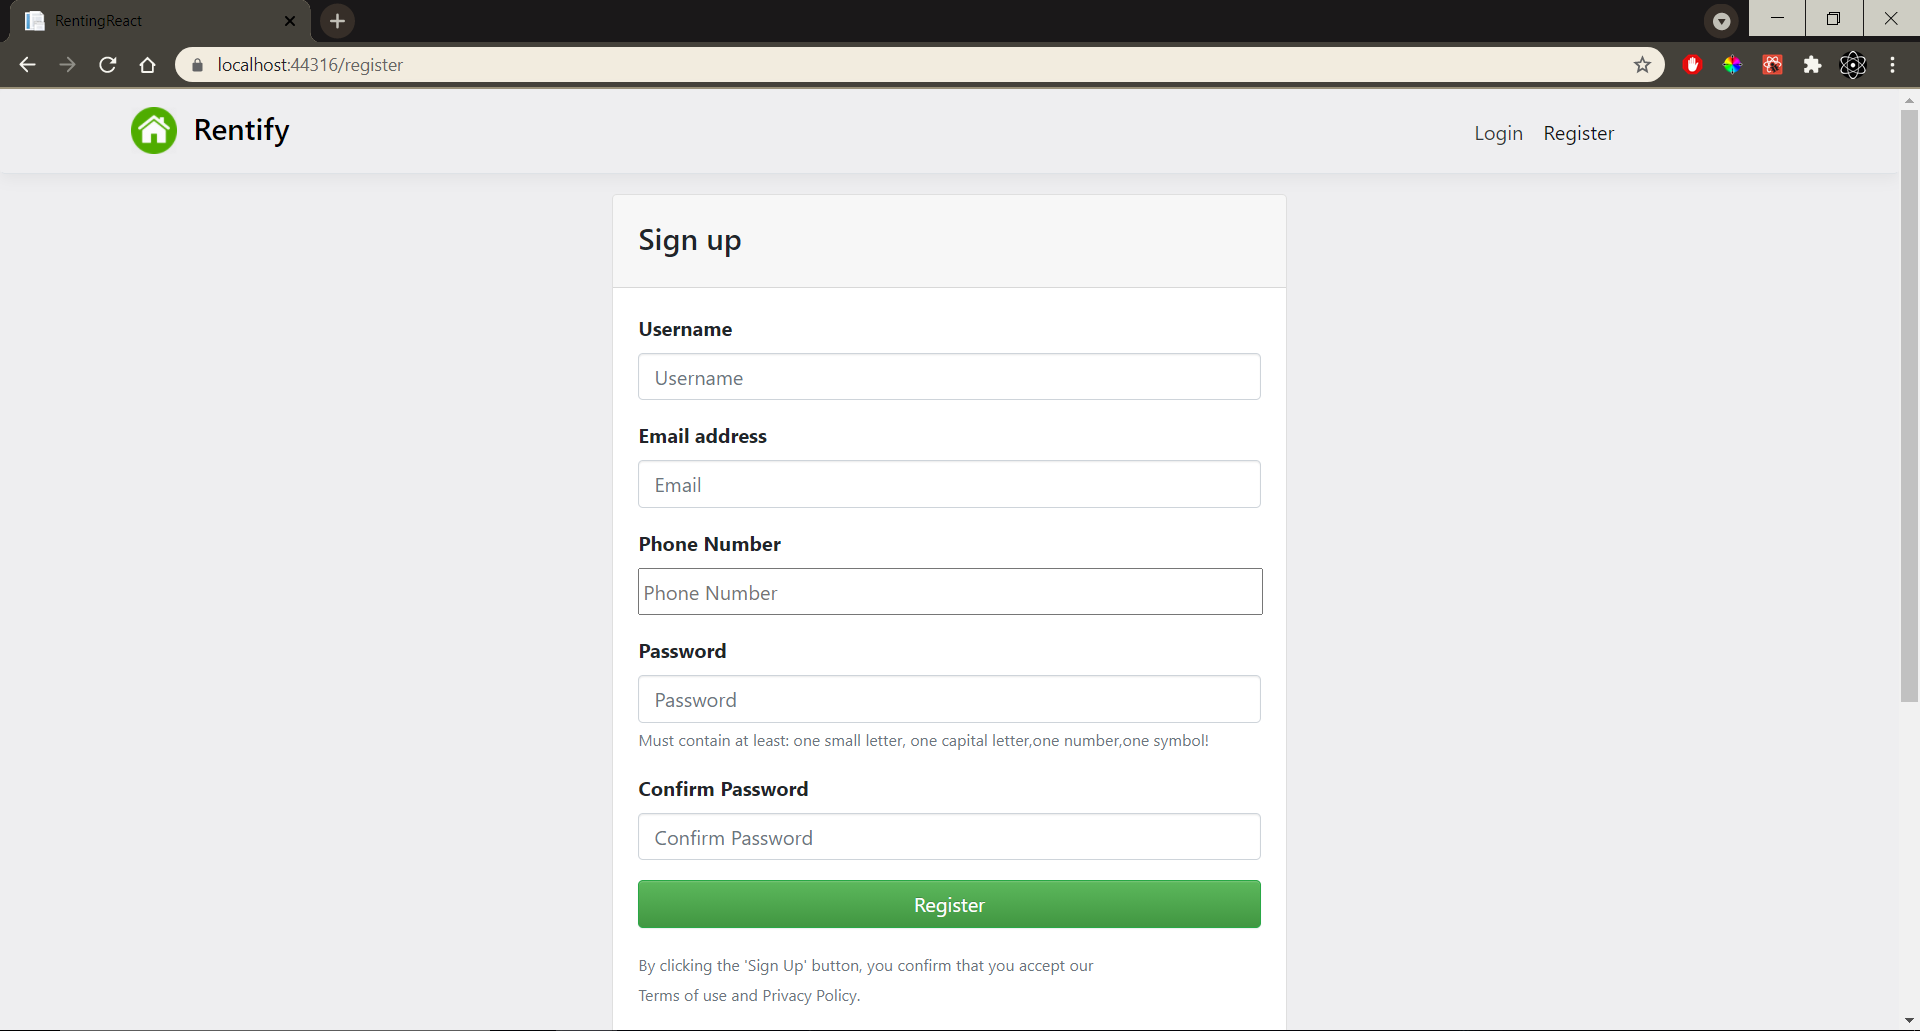 RentingReact
localhost:44316/register
Rentify
Login Register
Sign up
Username
Username
Email address
Email
Phone Number
Phone Number
Password
Password
Must contain at least: one small letter, one capital letter,one number,one symbol!
Confirm Password
Confirm Password
Register
By clicking the 'Sign Up' button, you confirm that you accept our
Terms of use and Privacy Policy.